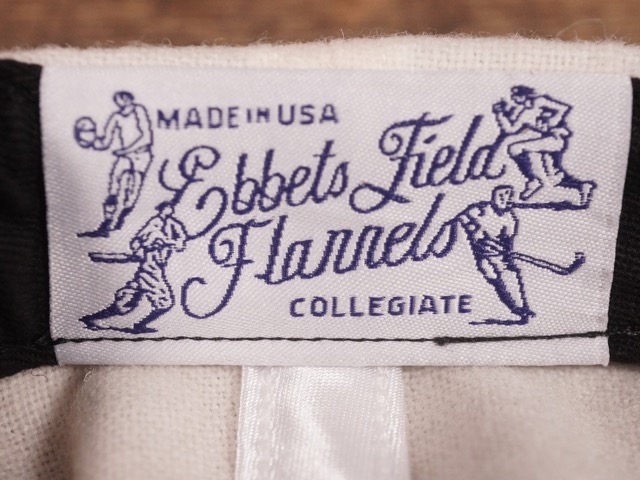 MADE IN USA
Ebbets Field
Flannels
COLLEGIATE